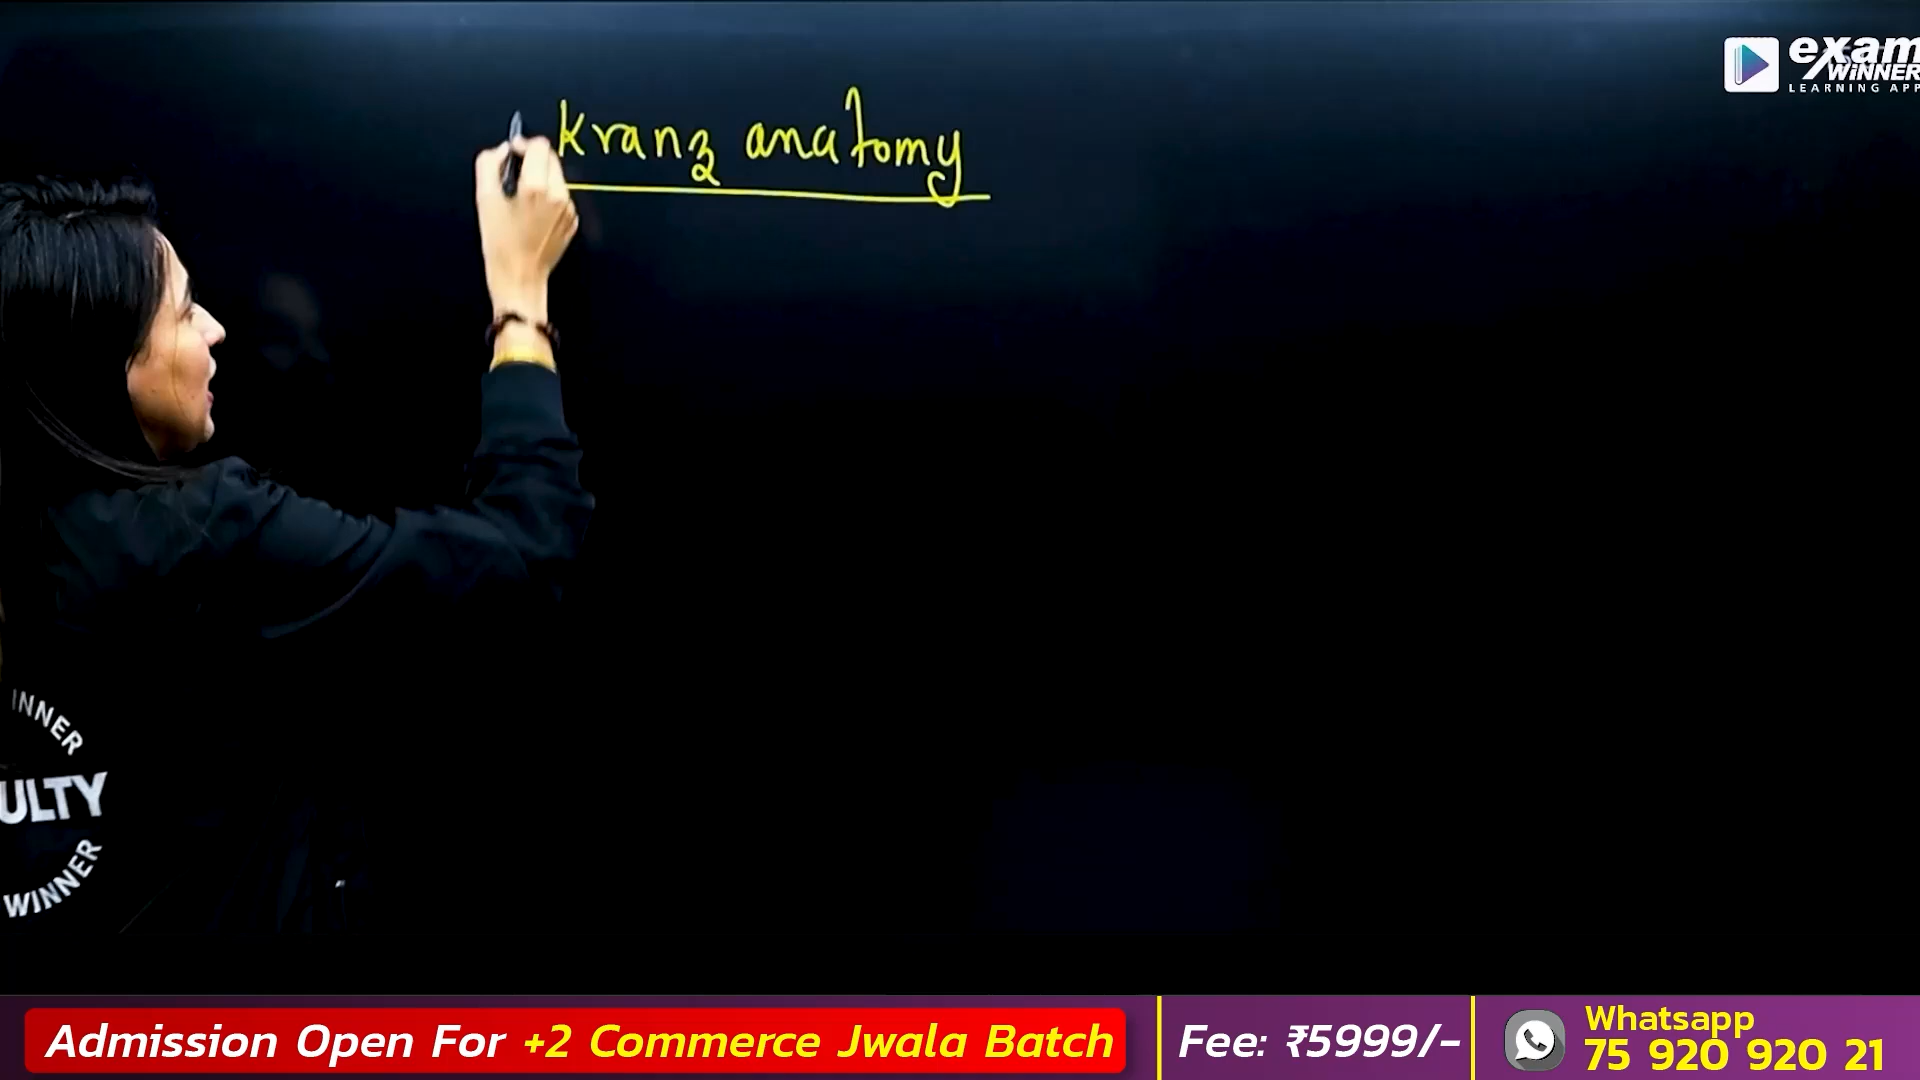 exam
WiNNER
LEARNING APP
Kranz anatomy
INNER
ULTY
WINNER
Admission Open For +2 Commerce Jwala Batch
Fee: ₹5999/-
Whatsapp
75 920 920 21